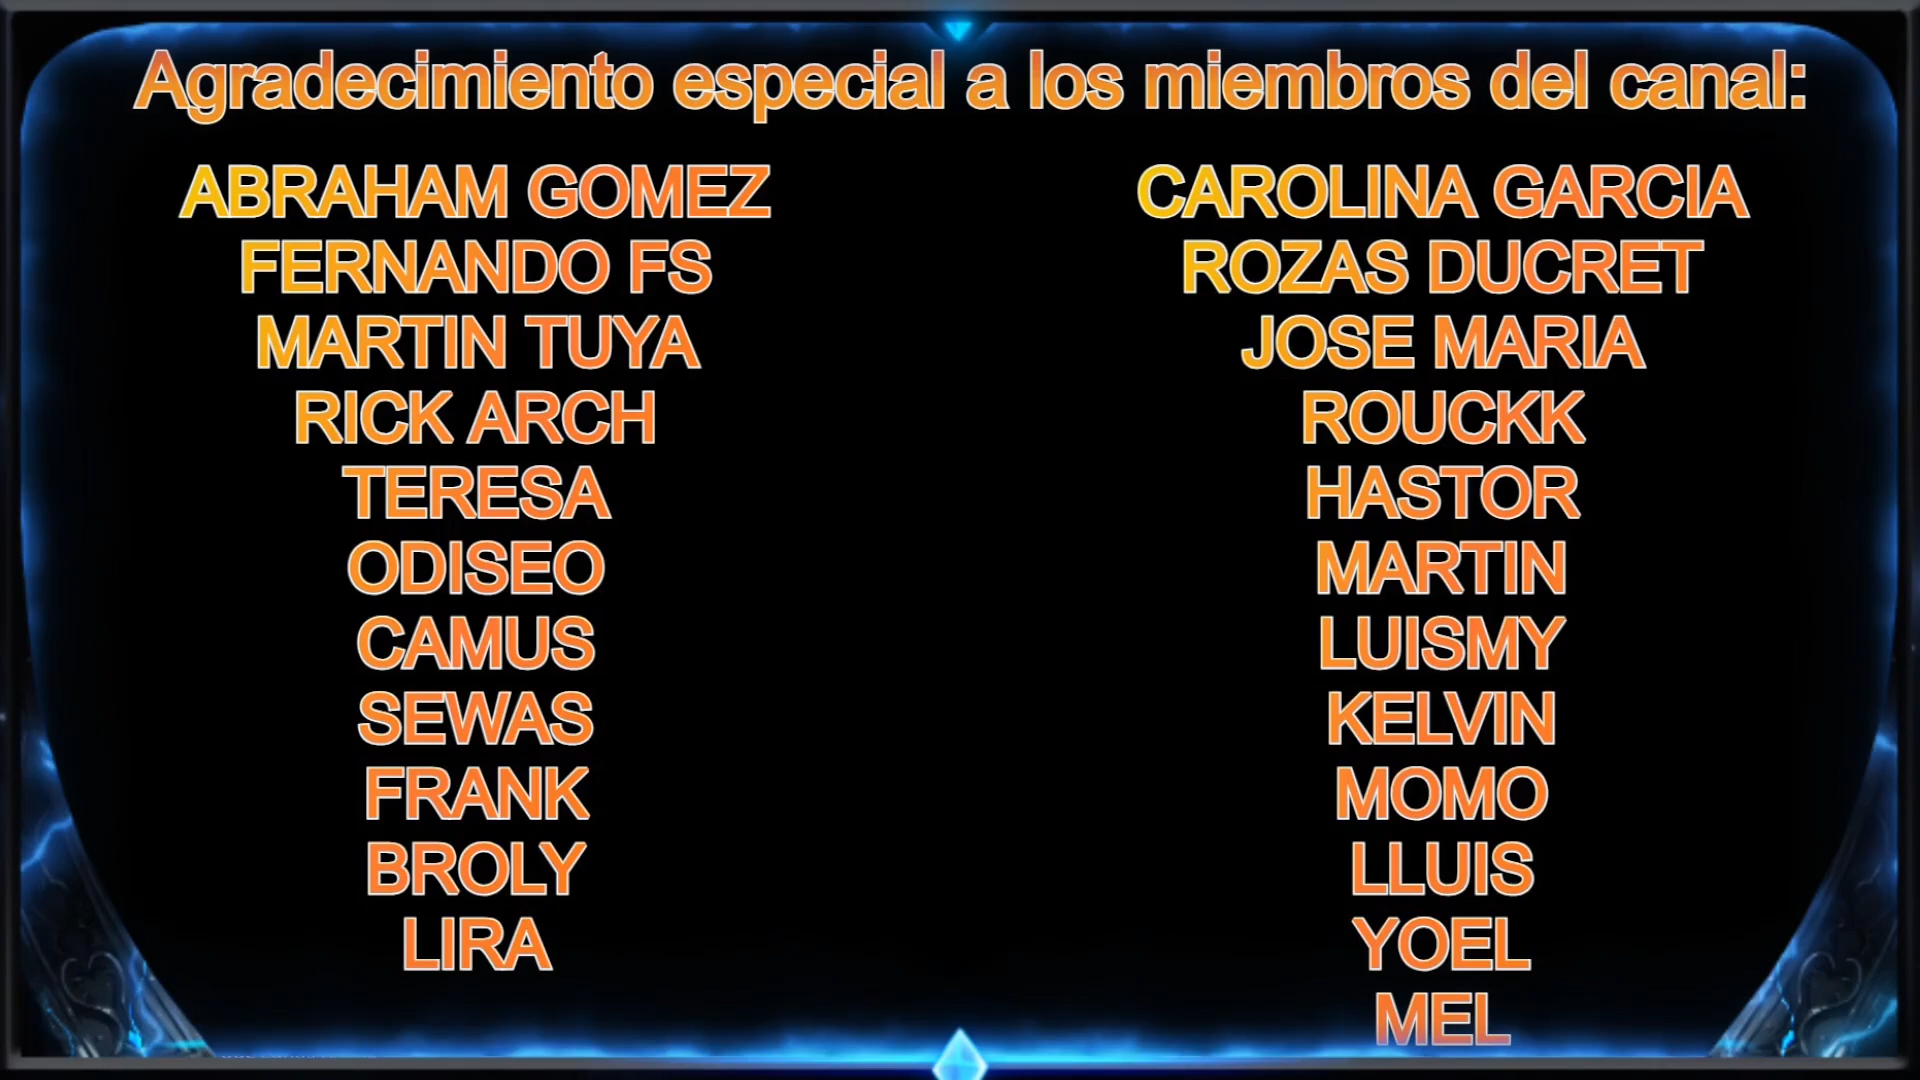 Agradecimiento especial a los miembros del canal:
ABRAHAM GOMEZ
FERNANDO FS
MARTIN TUYA
RICK ARCH
TERESA
ODISEO
CAMUS
SEWAS
FRANK
BROLY
LIRA
CAROLINA GARCIA
ROZAS DUCRET
JOSE MARIA
ROUCKK
HASTOR
MARTIN
LUISMY
KELVIN
MOMO
LLUIS
YOEL
MEL